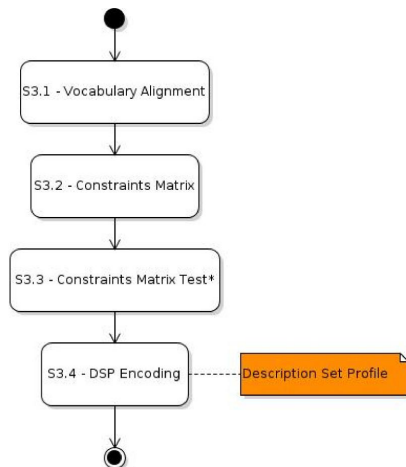 S3.1 - Vocabulary Alignment
S3.2 - Constraints Matrix
S3.3 - Constraints Matrix Test*
S3.4 - DSP Encoding
Description Set Profile